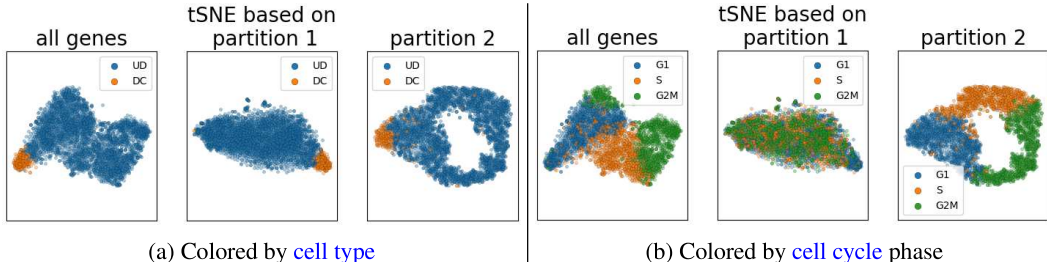 tSNE based on
all genes partition 1 partition 2
UD
DC
UD
DC
UD
DC
(a) Colored by cell type
tSNE based on
all genes partition 1 partition 2
G1
S
G2M
G1
S
G2M
G1
S
G2M
(b) Colored by cell cycle phase